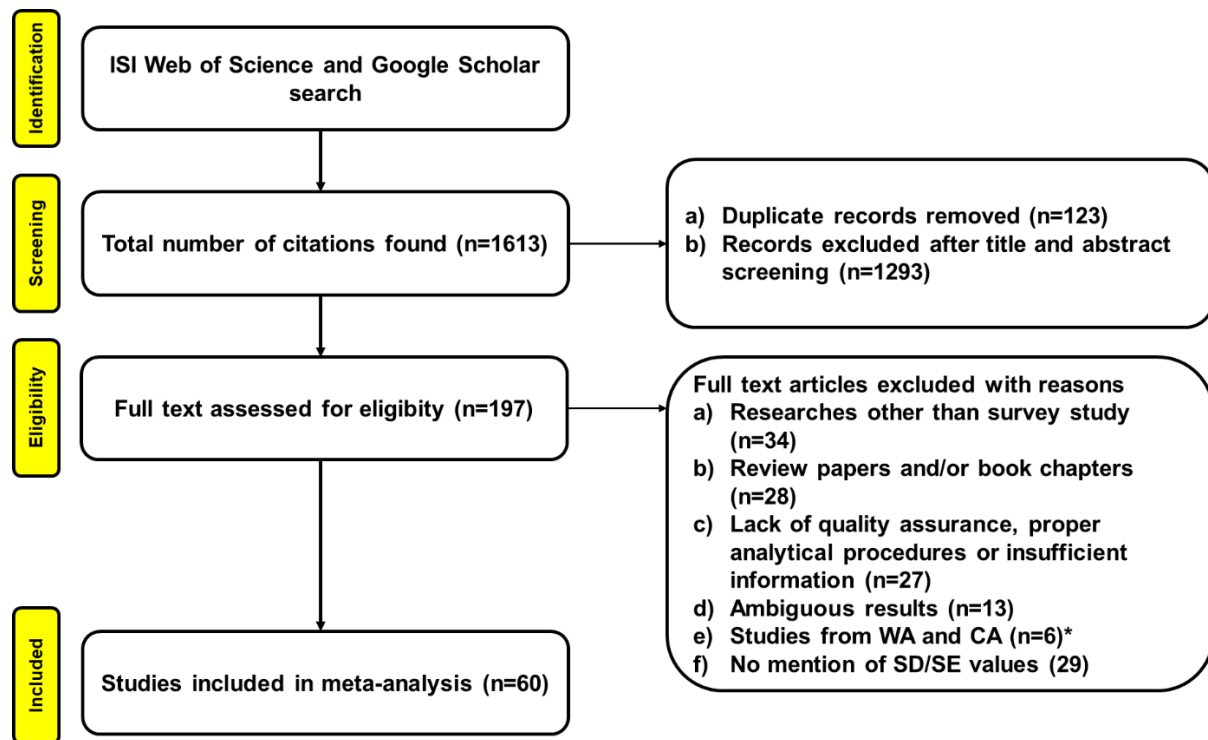 Identification
ISI Web of Science and Google Scholar
search
Screening
Total number of citations found (n=1613)
a) Duplicate records removed (n=123)
b) Records excluded after title and abstract
screening (n=1293)
Eligibility
Full text assessed for eligibity (n=197)
Full text articles excluded with reasons
a) Researches other than survey study
(n=34)
b) Review papers and/or book chapters
(n=28)
c) Lack of quality assurance, proper
analytical procedures or insufficient
information (n=27)
d) Ambiguous results (n=13)
e) Studies from WA and CA (n=6)*
f) No mention of SD/SE values (29)
Included
Studies included in meta-analysis (n=60)